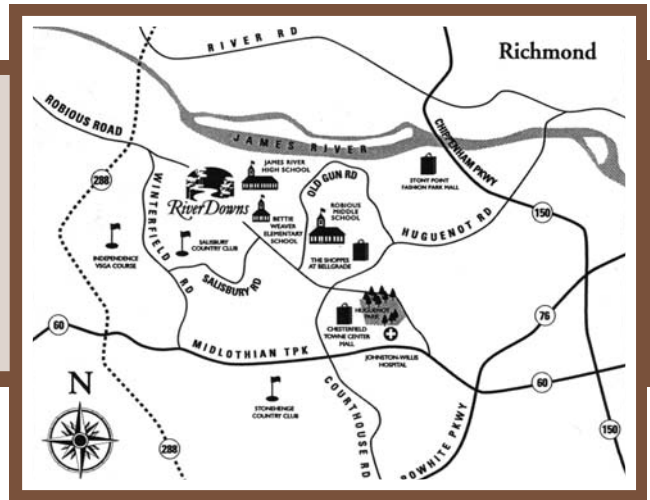 RIVER RD
Richmond
ROBIOUS ROAD
JAMES RIVER
CHIPPENHAM PKWY
JAMES RIVER
HIGH SCHOOL
OLD GUN RD
STONY POINT
FASHION PARK MALL
288
WINTERFIELD RD
RiverDowns
BETTIE
WEAVER
ELEMENTARY
SCHOOL
ROBIOUS
MIDDLE
SCHOOL
HUGUENOT RD
150
INDEPENDENCE
VSGA COURSE
SALISBURY
COUNTRY CLUB
SALISBURY RD
THE SHOPPES
AT BELLGRADE
HUGUENOT
PARK
76
60
MIDLOTHIAN TPK
CHESTERFIELD
TOWNE CENTER
MALL
JOHNSTON-WILLIS
HOSPITAL
60
N
STONEHENGE
COUNTRY CLUB
COURTHOUSE RD
OWHITE PKWY
150
288